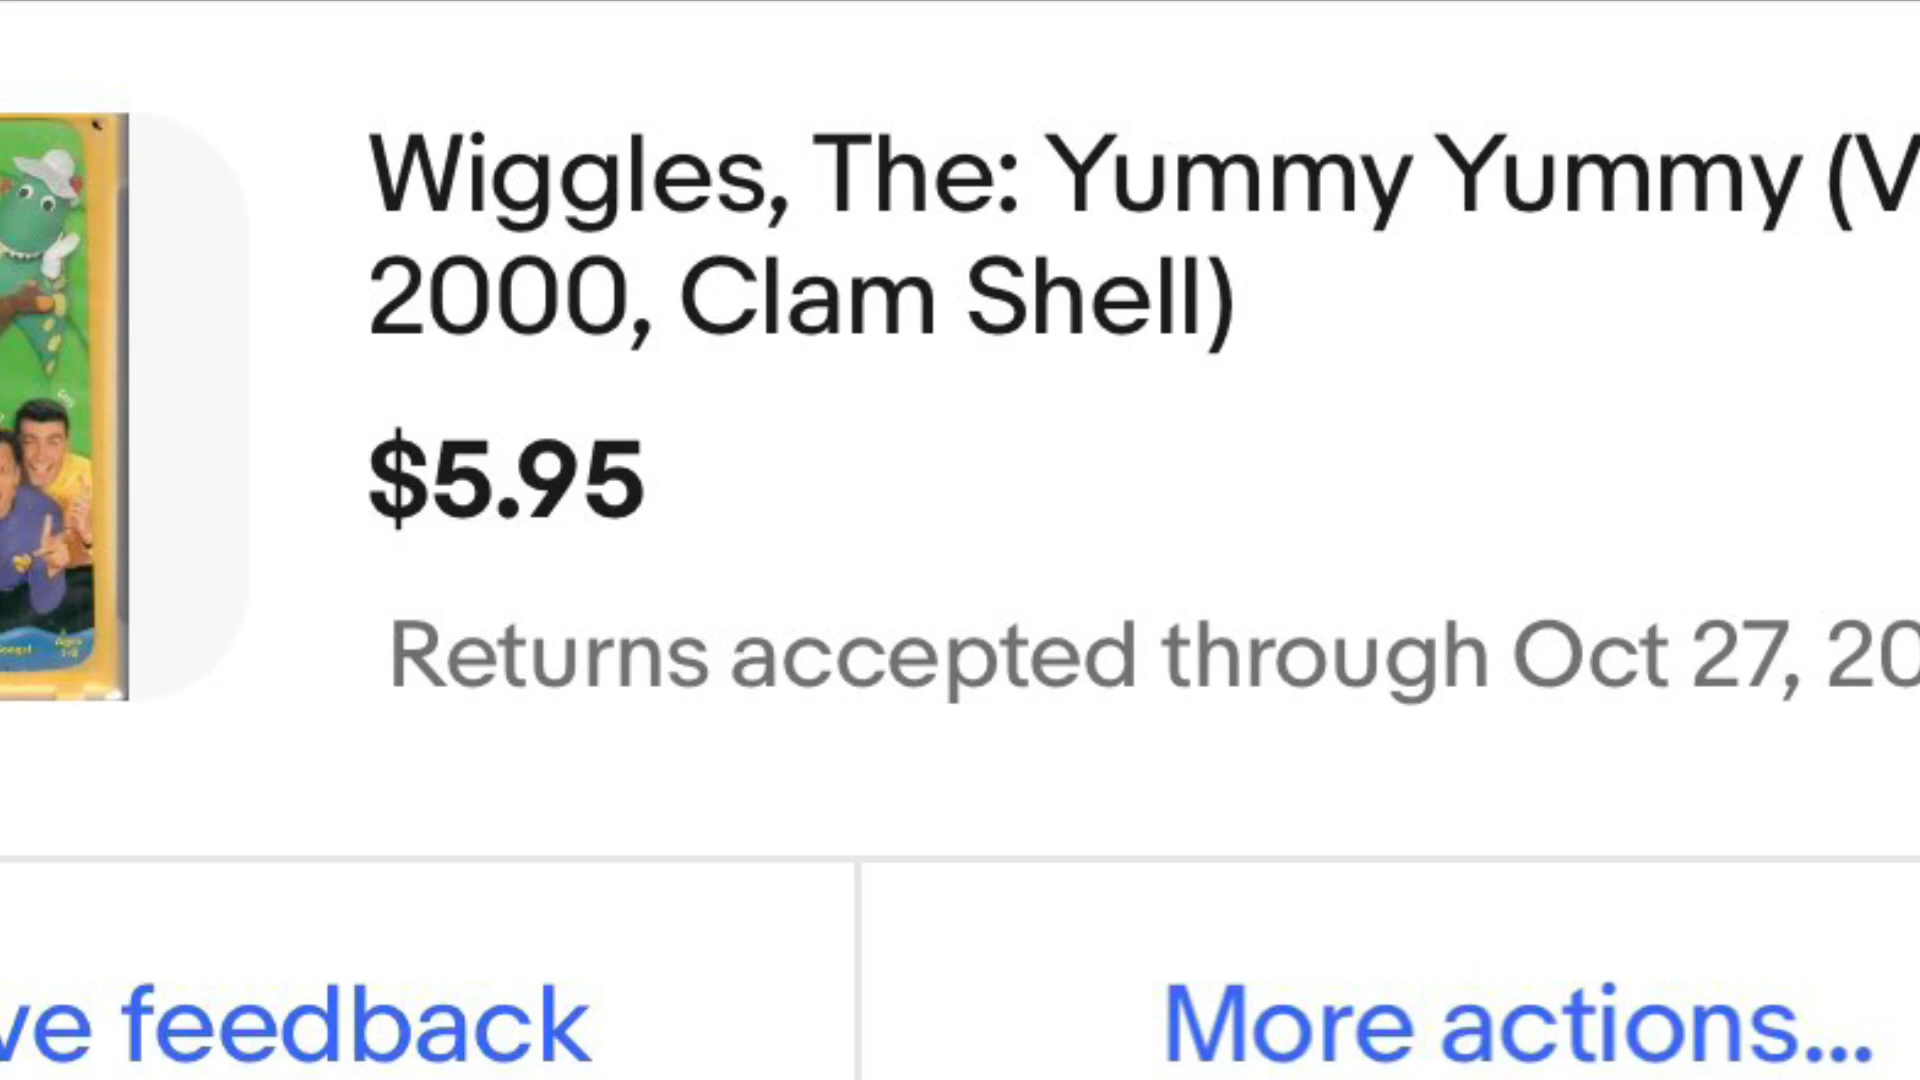 Wiggles, The: Yummy Yummy (V
2000, Clam Shell)
$5.95
Returns accepted through Oct 27, 20
ve feedback
More actions...